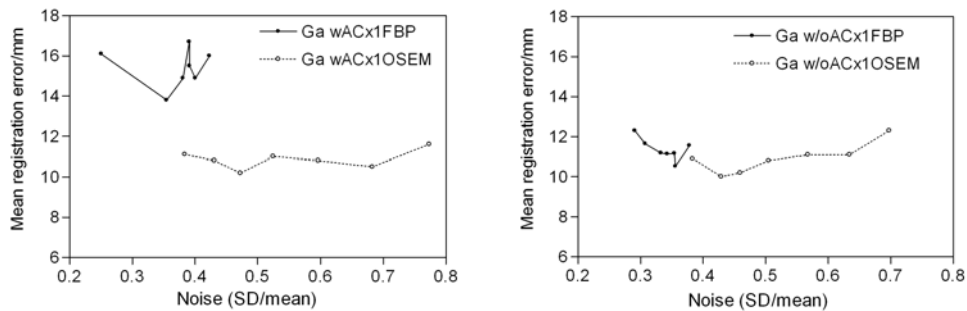 Mean registration error/mm
18
16
14
12
10
8
6
0.2 0.3 0.4 0.5 0.6 0.7 0.8
Noise (SD/mean)
Ga wACx1FBP
Ga wACx1OSEM
Mean registration error/mm
18
16
14
12
10
8
6
0.2 0.3 0.4 0.5 0.6 0.7 0.8
Noise (SD/mean)
Ga w/oACx1FBP
Ga w/oACx1OSEM